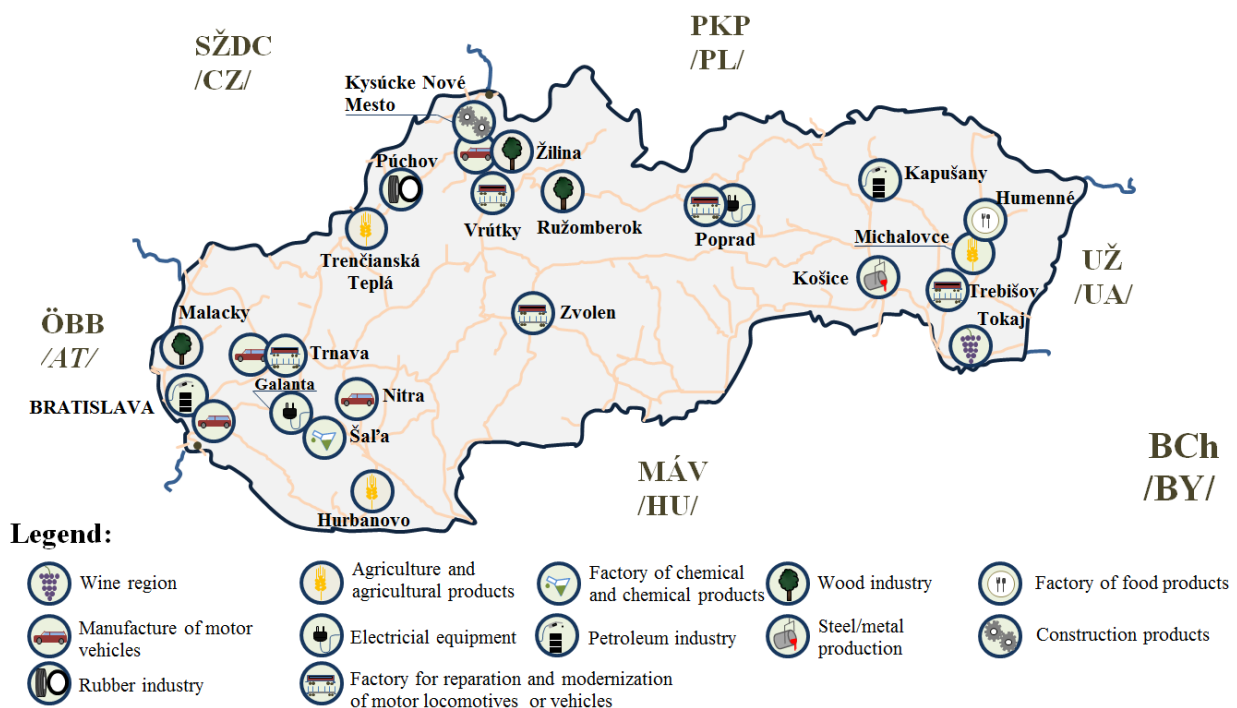 SŽDC
/CZ/
PKP
/PL/
Kysúcke Nové
Mesto
Púchov
Žilina
Kapušany
Humenné
Vrútky
Ružomberok
Poprad
Michalovce
Trenčianská
Teplá
Košice
UŽ
/UA/
Trebišov
Malacky
Zvolen
Tokaj
ÖBB
/AT/
Trnava
Galanta
Nitra
BRATISLAVA
Šaľa
BCh
/BY/
MÁV
/HU/
Hurbanovo
Legend:
Wine region
Agriculture and
agricultural products
Factory of chemical
and chemical products
Wood industry
Factory of food products
Manufacture of motor
vehicles
Electricial equipment
Petroleum industry
Steel/metal
production
Construction products
Rubber industry
Factory for reparation and modernization
of motor locomotives or vehicles